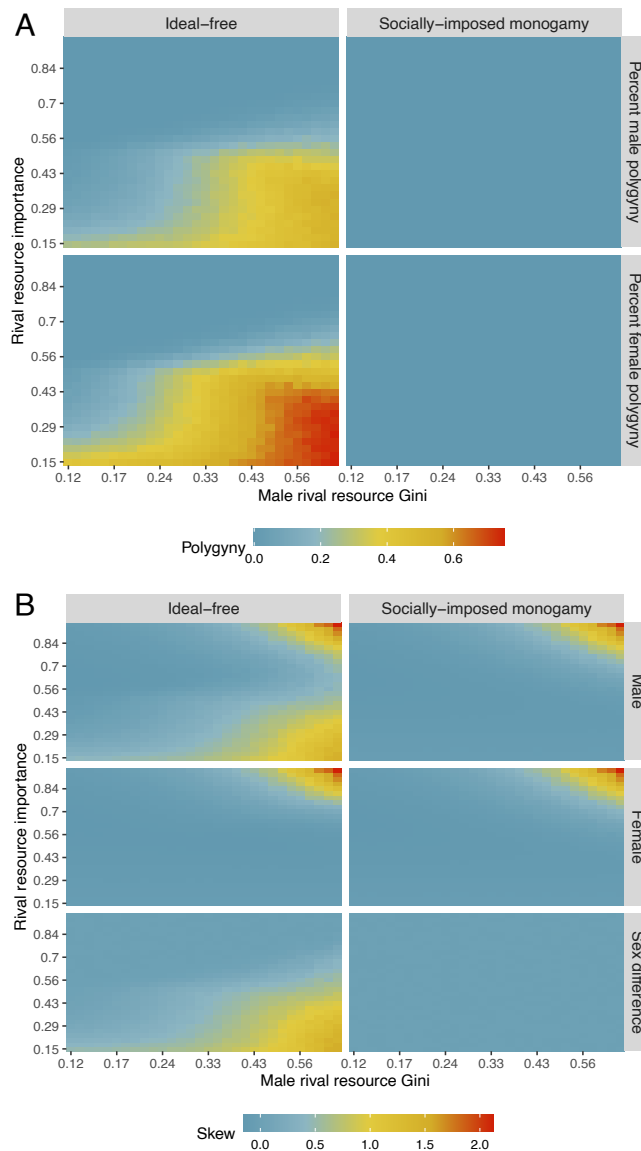 A
Ideal−free
Socially−imposed monogamy
Rival resource importance
0.84
0.7
0.56
0.43
0.29
0.15
Percent male polygyny
0.84
0.7
0.56
0.43
0.29
0.15
Percent female polygyny
0.12 0.17 0.24 0.33 0.43 0.56 0.12 0.17 0.24 0.33 0.43 0.56
Male rival resource Gini
Polygyny
0.0 0.2 0.4 0.6
B
Ideal−free
Socially−imposed monogamy
Rival resource importance
0.84
0.7
0.56
0.43
0.29
0.15
Male
0.84
0.7
0.56
0.43
0.29
0.15
Female
0.84
0.7
0.56
0.43
0.29
0.15
Sex difference
0.12 0.17 0.24 0.33 0.43 0.56 0.12 0.17 0.24 0.33 0.43 0.56
Male rival resource Gini
Skew
0.0 0.5 1.0 1.5 2.0